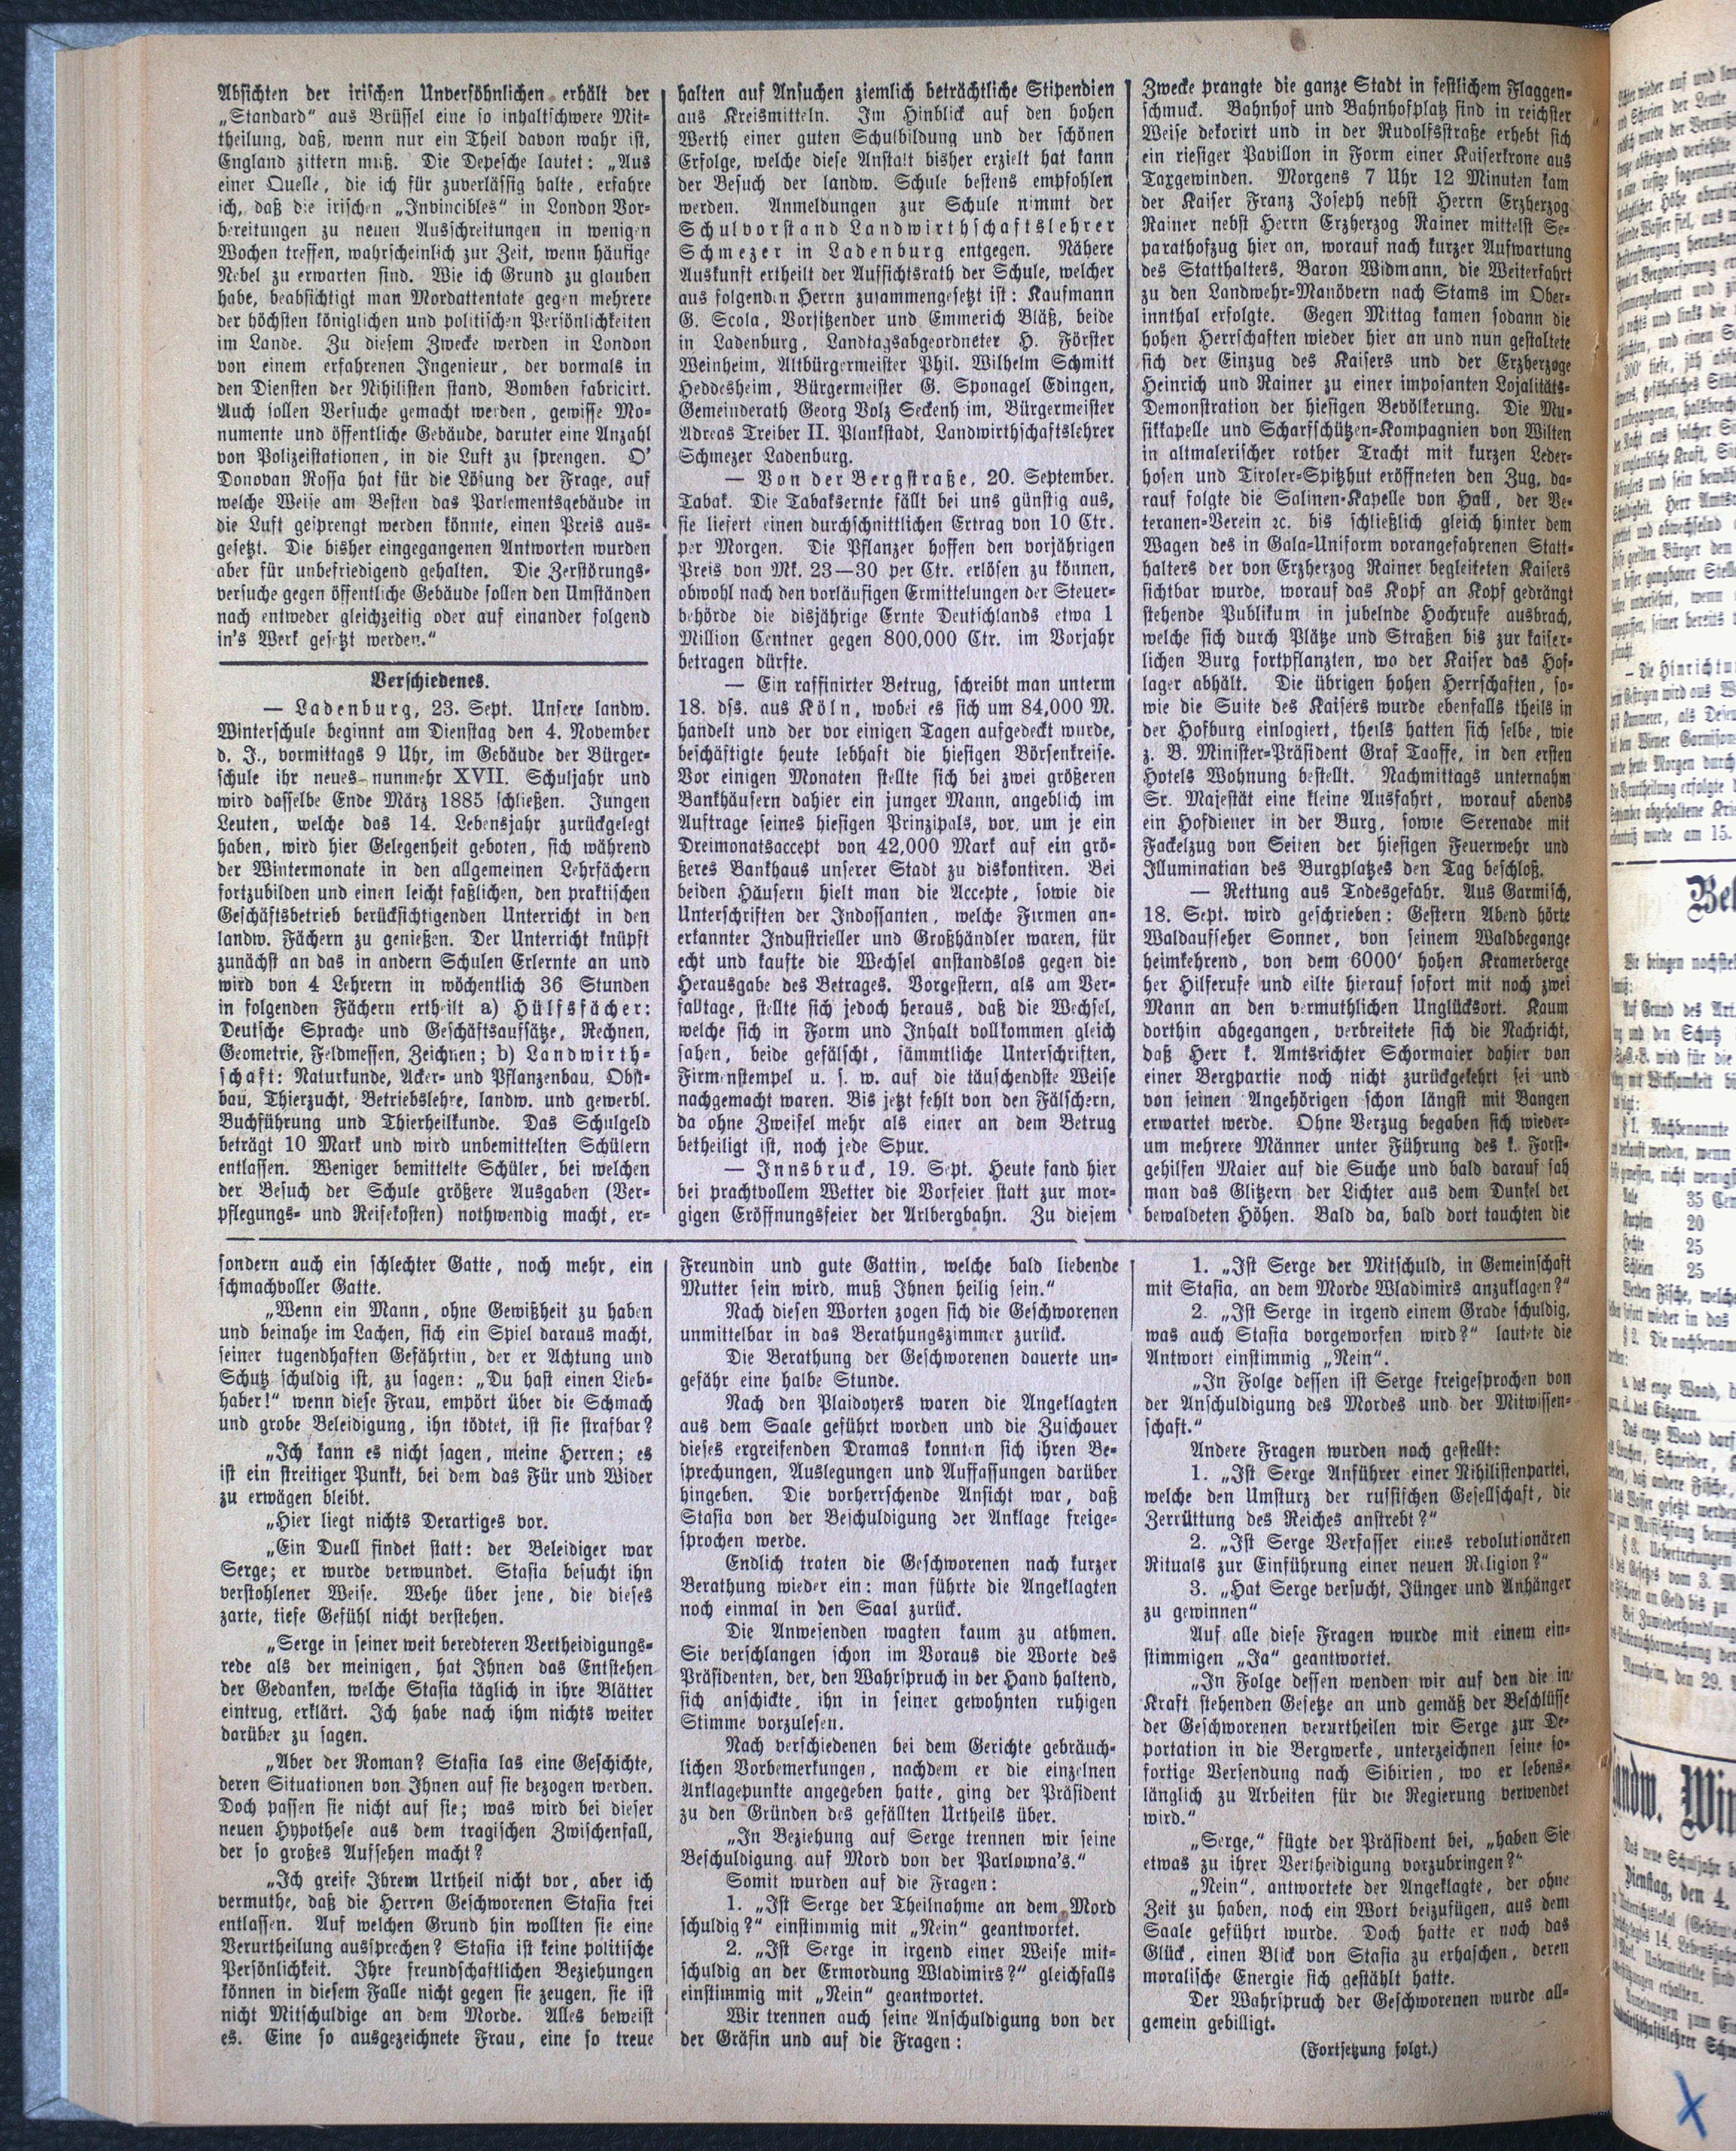 Absichten der irischen Unversöhnlichen erhält der
„Standard“ aus Brüssel eine so inhaltschwere Mit-
theilung, daß, wenn nur ein Theil davon wahr ist,
England zittern muß. Die Depesche lautet: „Aus
einer Quelle, die ich für zuverlässig halte, erfahre
ich, daß die irischen „Invincibles“ in London Vor-
bereitungen zu neuen Ausschreitungen in wenigen
Wochen treffen, wahrscheinlich zur Zeit, wenn häufige
Nebel zu erwarten sind. Wie ich Grund zu glauben
habe, beabsichtigt man Mordattentate gegen mehrere
der höchsten königlichen und politischen Persönlichkeiten
im Lande. Zu diesem Zwecke werden in London
von einem erfahrenen Ingenieur, der vormals in
den Diensten der Nihilisten stand, Bomben fabricirt.
Auch sollen Versuche gemacht werden, gewisse Mo-
numente und öffentliche Gebäude, daruter eine Anzahl
von Polizeistationen, in die Luft zu sprengen. O'
Donovan Rossa hat für die Lösung der Frage, auf
welche Weise am Besten das Parlementsgebäude in
die Luft gesprengt werden könnte, einen Preis aus-
gesetzt. Die bisher eingegangenen Antworten wurden
aber für unbefriedigend gehalten. Die Zerstörungs-
versuche gegen öffentliche Gebäude sollen den Umständen
nach entweder gleichzeitig oder auf einander folgend
in's Werk gesetzt werden.“
Verschiedenes.
— Ladenburg, 23. Sept. Unsere landw.
Winterschule beginnt am Dienstag den 4. November
d. J., vormittags 9 Uhr, im Gebäude der Bürger-
schule ihr neues nunmehr XVII. Schuljahr und
wird dasselbe Ende März 1885 schließen. Jungen
Leuten, welche das 14. Lebensjahr zurückgelegt
haben, wird hier Gelegenheit geboten, sich während
der Wintermonate in den allgemeinen Lehrfächern
fortzubilden und einen leicht faßlichen, den praktischen
Geschäftsbetrieb berücksichtigenden Unterricht in den
landw. Fächern zu genießen. Der Unterricht knüpft
zunächst an das in andern Schulen Erlernte an und
wird von 4 Lehrern in wöchentlich 36 Stunden
in folgenden Fächern ertheilt a) Hülfsfächer:
Deutsche Sprache und Geschäftsaufsätze, Rechnen,
Geometrie, Feldmessen, Zeichnen; b) Landwirth-
schaft: Naturkunde, Acker- und Pflanzenbau, Obst-
bau, Thierzucht, Betriebslehre, landw. und gewerbl.
Buchführung und Thierheilkunde. Das Schulgeld
beträgt 10 Mark und wird unbemittelten Schülern
entlassen. Weniger bemittelte Schüler, bei welchen
der Besuch der Schule größere Ausgaben (Ver-
pflegungs- und Reisekosten) nothwendig macht, er-
halten auf Ansuchen ziemlich beträchtliche Stipendien
aus Kreismitteln. Im Hinblick auf den hohen
Werth einer guten Schulbildung und der schönen
Erfolge, welche diese Anstalt bisher erzielt hat kann
der Besuch der landw. Schule bestens empfohlen
werden. Anmeldungen zur Schule nimmt der
Schulvorstand Landwirthschaftslehrer
Schmezer in Ladenburg entgegen. Nähere
Auskunft ertheilt der Aufsichtsrath der Schule, welcher
aus folgenden Herrn zusammengesetzt ist: Kaufmann
G. Scola, Vorsitzender und Emmerich Bläß, beide
in Ladenburg, Landtagsabgeordneter H. Förster
Weinheim, Altbürgermeister Phil. Wilhelm Schmitt
Heddesheim, Bürgermeister G. Sponagel Edingen,
Gemeinderath Georg Volz Seckenh im, Bürgermeister
Adreas Treiber II. Plankstadt, Landwirthschaftslehrer
Schmezer Ladenburg.
— Von der Bergstraße, 20. September.
Tabak. Die Tabaksernte fällt bei uns günstig aus,
sie liefert einen durchschnittlichen Ertrag von 10 Ctr.
per Morgen. Die Pflanzer hoffen den vorjährigen
Preis von Mk. 23—30 per Ctr. erlösen zu können,
obwohl nach den vorläufigen Ermittelungen der Steuer-
behörde die disjährige Ernte Deutschlands etwa 1
Million Centner gegen 800,000 Ctr. im Vorjahr
betragen dürfte.
— Ein raffinirter Betrug, schreibt man unterm
18. dss. aus Köln, wobei es sich um 84,000 M.
handelt und der vor einigen Tagen aufgedeckt wurde,
beschäftigte heute lebhaft die hiesigen Börsenkreise.
Vor einigen Monaten stellte sich bei zwei größeren
Bankhäusern dahier ein junger Mann, angeblich im
Auftrage seines hiesigen Prinzipals, vor, um je ein
Dreimonatsaccept von 42,000 Mark auf ein grö-
ßeres Bankhaus unserer Stadt zu diskontiren. Bei
beiden Häusern hielt man die Accepte, sowie die
Unterschriften der Indossanten, welche Firmen an-
erkannter Industrieller und Großhändler waren, für
echt und kaufte die Wechsel anstandslos gegen die
Herausgabe des Betrages. Vorgestern, als am Ver-
falltage, stellte sich jedoch heraus, daß die Wechsel,
welche sich in Form und Inhalt vollkommen gleich
sahen, beide gefälscht, sämmtliche Unterschriften,
Firmenstempel u. s. w. auf die täuschendste Weise
nachgemacht waren. Bis jetzt fehlt von den Fälschern,
da ohne Zweifel mehr als einer an dem Betrug
betheiligt ist, noch jede Spur.
— Innsbruck, 19. Sept. Heute fand hier
bei prachtvollem Wetter die Vorfeier statt zur mor-
gigen Eröffnungsfeier der Arlbergbahn. Zu diesem
Zwecke prangte die ganze Stadt in festlichem Flaggen-
schmuck. Bahnhof und Bahnhofplatz sind in reichster
Weise dekorirt und in der Rudolfsstraße erhebt sich
ein riesiger Pavillon in Form einer Kaiserkrone aus
Taxgewinden. Morgens 7 Uhr 12 Minuten kam
der Kaiser Franz Joseph nebst Herrn Erzherzog
Rainer nebst Herrn Erzherzog Rainer mittelst Se-
parathofzug hier an, worauf nach kurzer Aufwartung
des Statthalters, Baron Widmann, die Weiterfahrt
zu den Landwehr-Manövern nach Stams im Ober-
innthal erfolgte. Gegen Mittag kamen sodann die
hohen Herrschaften wieder hier an und nun gestaltete
sich der Einzug des Kaisers und der Erzherzoge
Heinrich und Rainer zu einer imposanten Lojalitäts-
Demonstration der hiesigen Bevölkerung. Die Mu-
sikkapelle und Scharfschützen-Kompagnien von Wilten
in altmalerischer rother Tracht mit kurzen Leder-
hosen und Tiroler-Spitzhut eröffneten den Zug, da-
rauf folgte die Salinen-Kapelle von Hall, der Ve-
teranen-Verein ꝛc. bis schließlich gleich hinter dem
Wagen des in Gala-Uniform vorangefahrenen Statt-
halters der von Erzherzog Rainer begleiteten Kaisers
sichtbar wurde, worauf das Kopf an Kopf gedrängt
stehende Publikum in jubelnde Hochrufe ausbrach,
welche sich durch Plätze und Straßen bis zur kaiser-
lichen Burg fortpflanzten, wo der Kaiser das Hof-
lager abhält. Die übrigen hohen Herrschaften, so-
wie die Suite des Kaisers wurde ebenfalls theils in
der Hofburg einlogiert, theils hatten sich selbe, wie
z. B. Minister-Präsident Graf Taaffe, in den ersten
Hotels Wohnung bestellt. Nachmittags unternahm
Sr. Majestät eine kleine Ausfahrt, worauf abends
ein Hofdiener in der Burg, sowie Serenade mit
Fackelzug von Seiten der hiesigen Feuerwehr und
Illumination des Burgplatzes den Tag beschloß.
— Rettung aus Todesgefahr. Aus Garmisch,
18. Sept. wird geschrieben: Gestern Abend hörte
Waldaufseher Sonner, von seinem Waldbegange
heimkehrend, von dem 6000' hohen Kramerberge
her Hilferufe und eilte hierauf sofort mit noch zwei
Mann an den vermuthlichen Unglücksort. Kaum
dorthin abgegangen, verbreitete sich die Nachricht,
daß Herr k. Amtsrichter Schormaier dahier von
einer Bergpartie noch nicht zurückgekehrt sei und
von seinen Angehörigen schon längst mit Bangen
erwartet werde. Ohne Verzug begaben sich wieder-
um mehrere Männer unter Führung des k. Forst-
gehilfen Maier auf die Suche und bald darauf sah
man das Glitzern der Lichter aus dem Dunkel der
bewaldeten Höhen. Bald da, bald dort tauchten die
sondern auch ein schlechter Gatte, noch mehr, ein
schmachvoller Gatte.
„Wenn ein Mann, ohne Gewißheit zu haben
und beinahe im Lachen, sich ein Spiel daraus macht,
seiner tugendhaften Gefährtin, der er Achtung und
Schutz schuldig ist, zu sagen: „Du hast einen Lieb-
haber!“ wenn diese Frau, empört über die Schmach
und grobe Beleidigung, ihn tödtet, ist sie strafbar?
„Ich kann es nicht sagen, meine Herren; es
ist ein streitiger Punkt, bei dem das Für und Wider
zu erwägen bleibt.
„Hier liegt nichts Derartiges vor.
„Ein Duell findet statt: der Beleidiger war
Serge; er wurde verwundet. Stasia besucht ihn
verstohlener Weise. Wehe über jene, die dieses
zarte, tiefe Gefühl nicht verstehen.
„Serge in seiner weit beredteren Vertheidigungs-
rede als der meinigen, hat Ihnen das Entstehen
der Gedanken, welche Stasia täglich in ihre Blätter
eintrug, erklärt. Ich habe nach ihm nichts weiter
darüber zu sagen.
„Aber der Roman? Stasia las eine Geschichte,
deren Situationen von Ihnen auf sie bezogen werden.
Doch passen sie nicht auf sie; was wird bei dieser
neuen Hypothese aus dem tragischen Zwischenfall,
der so großes Aufsehen macht?
„Ich greife Ihrem Urtheil nicht vor, aber ich
vermuthe, daß die Herren Geschworenen Stasia frei
entlassen. Auf welchen Grund hin wollten sie eine
Verurtheilung aussprechen? Stasia ist keine politische
Persönlichkeit. Ihre freundschaftlichen Beziehungen
können in diesem Falle nicht gegen sie zeugen, sie ist
nicht Mitschuldige an dem Morde. Alles beweist
es. Eine so ausgezeichnete Frau, eine so treue
Freundin und gute Gattin, welche bald liebende
Mutter sein wird, muß Ihnen heilig sein.“
Nach diesen Worten zogen sich die Geschworenen
unmittelbar in das Berathungszimmer zurück.
Die Berathung der Geschworenen dauerte un-
gefähr eine halbe Stunde.
Nach den Plaidoyers waren die Angeklagten
aus dem Saale geführt worden und die Zuschauer
dieses ergreifenden Dramas konnten sich ihren Be-
sprechungen, Auslegungen und Auffassungen darüber
hingeben. Die vorherrschende Ansicht war, daß
Stasia von der Beschuldigung der Anklage freige-
sprochen werde.
Endlich traten die Geschworenen nach kurzer
Berathung wieder ein: man führte die Angeklagten
noch einmal in den Saal zurück.
Die Anwesenden wagten kaum zu athmen.
Sie verschlangen schon im Voraus die Worte des
Präsidenten, der, den Wahrspruch in der Hand haltend,
sich anschickte, ihn in seiner gewohnten ruhigen
Stimme vorzulesen.
Nach verschiedenen bei dem Gerichte gebräuch-
lichen Vorbemerkungen, nachdem er die einzelnen
Anklagepunkte angegeben hatte, ging der Präsident
zu den Gründen des gefällten Urtheils über.
„In Beziehung auf Serge trennen wir seine
Beschuldigung auf Mord von der Parlowna's.“
Somit wurden auf die Fragen:
1. „Ist Serge der Theilnahme an dem Mord
schuldig?“ einstimmig mit „Nein“ geantwortet.
2. „Ist Serge in irgend einer Weise mit-
schuldig an der Ermordung Wladimirs?“ gleichfalls
einstimmig mit „Nein“ geantwortet.
Wir trennen auch seine Anschuldigung von der
der Gräfin und auf die Fragen:
1. „Ist Serge der Mitschuld, in Gemeinschaft
mit Stasia, an dem Morde Wladimirs anzuklagen?“
2. „Ist Serge in irgend einem Grade schuldig,
was auch Stasia vorgeworfen wird?“ lautete die
Antwort einstimmig „Nein“.
„In Folge dessen ist Serge freigesprochen von
der Anschuldigung des Mordes und der Mitwissen-
schaft.“
Andere Fragen wurden noch gestellt:
1. „Ist Serge Anführer einer Nihilistenpartei,
welche den Umsturz der russischen Gesellschaft, die
Zerrüttung des Reiches anstrebt?“
2. „Ist Serge Verfasser eines revolutionären
Rituals zur Einführung einer neuen Religion?“
3. „Hat Serge versucht, Jünger und Anhänger
zu gewinnen“
Auf alle diese Fragen wurde mit einem ein-
stimmigen „Ja“ geantwortet.
„In Folge dessen wenden wir auf den die in
Kraft stehenden Gesetze an und gemäß der Beschlüsse
der Geschworenen verurtheilen wir Serge zur De-
portation in die Bergwerke, unterzeichnen seine so-
fortige Versendung nach Sibirien, wo er lebens-
länglich zu Arbeiten für die Regierung verwendet
wird.“
„Serge,“ fügte der Präsident bei, „haben Sie
etwas zu ihrer Vertheidigung vorzubringen?“
„Nein“, antwortete der Angeklagte, der ohne
Zeit zu haben, noch ein Wort beizufügen, aus dem
Saale geführt wurde. Doch hatte er noch das
Glück, einen Blick von Stasia zu erhaschen, deren
moralische Energie sich gestählt hatte.
Der Wahrspruch der Geschworenen wurde all-
gemein gebilligt.
(Fortsetzung folgt.)